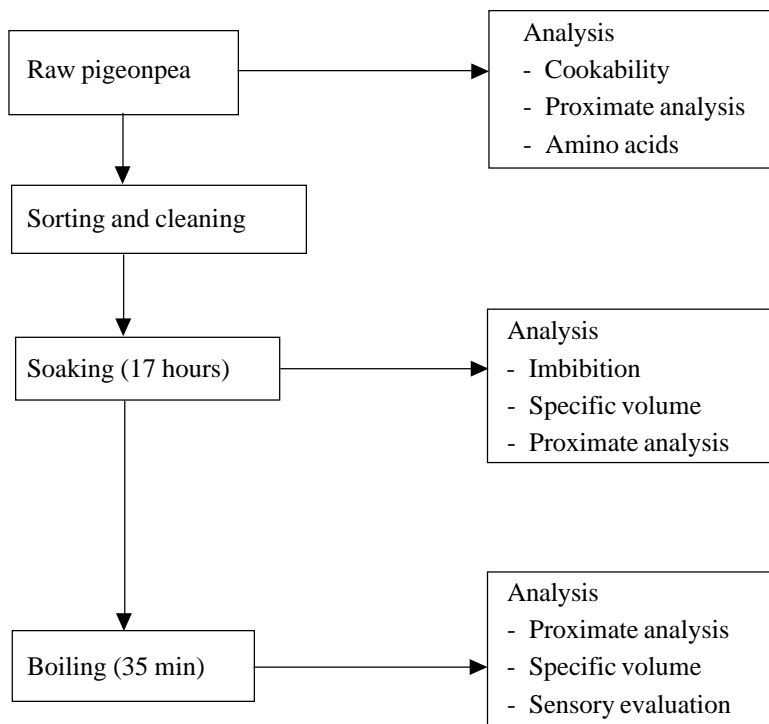 Raw pigeonpea
Analysis
- Cookability
- Proximate analysis
- Amino acids
Sorting and cleaning
Soaking (17 hours)
Analysis
- Imbibition
- Specific volume
- Proximate analysis
Boiling (35 min)
Analysis
- Proximate analysis
- Specific volume
- Sensory evaluation